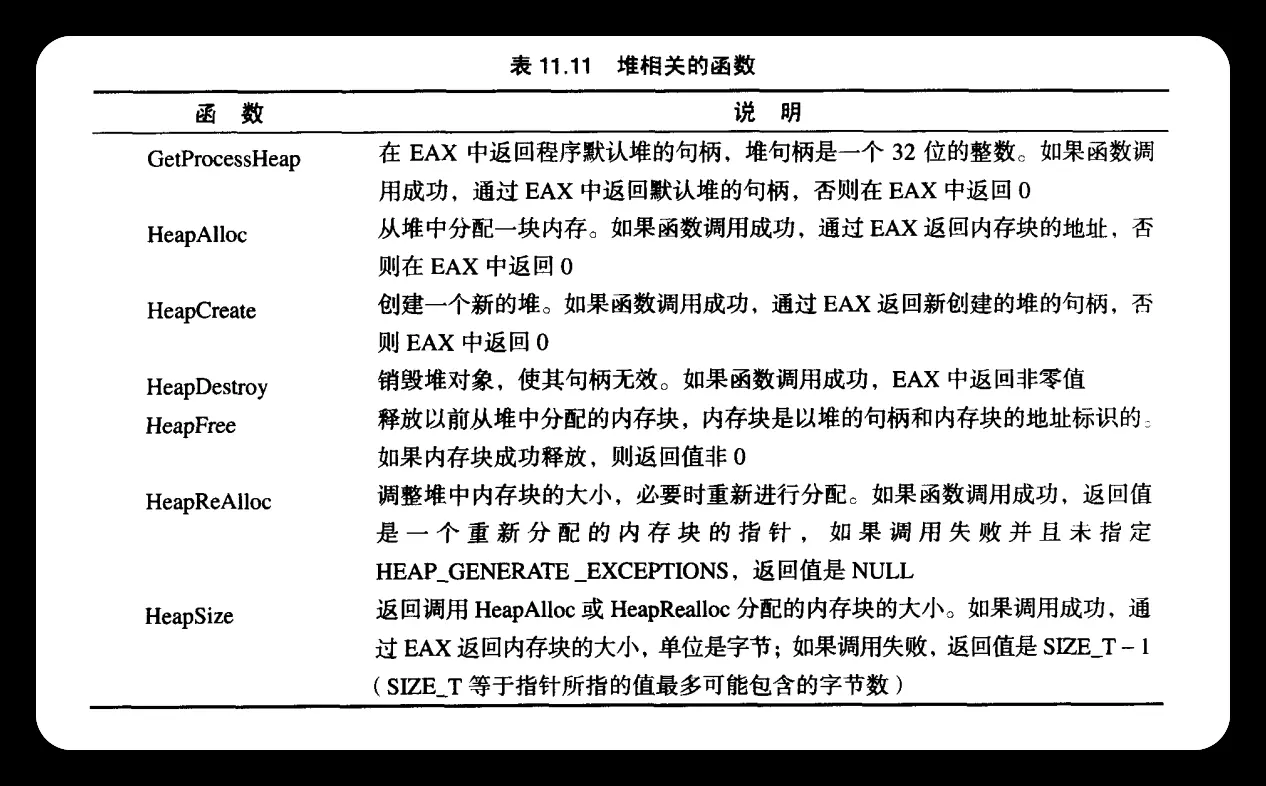 表 11.11 堆相关的函数
函 数 说 明
GetProcessHeap 在 EAX 中返回程序默认堆的句柄，堆句柄是一个 32 位的整数。如果函数调
用成功，通过 EAX 中返回默认堆的句柄，否则在 EAX 中返回 0
HeapAlloc 从堆中分配一块内存。如果函数调用成功，通过 EAX 返回内存块的地址，否
则在 EAX 中返回 0
HeapCreate 创建一个新的堆。如果函数调用成功，通过 EAX 返回新创建的堆的句柄，否
则 EAX 中返回 0
HeapDestroy 销毁堆对象，使其句柄无效。如果函数调用成功，EAX 中返回非零值
HeapFree 释放以前从堆中分配的内存块，内存块是以堆的句柄和内存块的地址标识的。
如果内存块成功释放，则返回值非 0
HeapReAlloc 调整堆中内存块的大小，必要时重新进行分配。如果函数调用成功，返回值
是一个重新分配的内存块的指针，如果调用失败并且未指定
HEAP_GENERATE _EXCEPTIONS，返回值是 NULL
HeapSize 返回调用 HeapAlloc 或 HeapRealloc 分配的内存块的大小。如果调用成功，通
过 EAX 返回内存块的大小，单位是字节；如果调用失败，返回值是 SIZE_T – 1
（SIZE_T 等于指针所指的值最多可能包含的字节数）